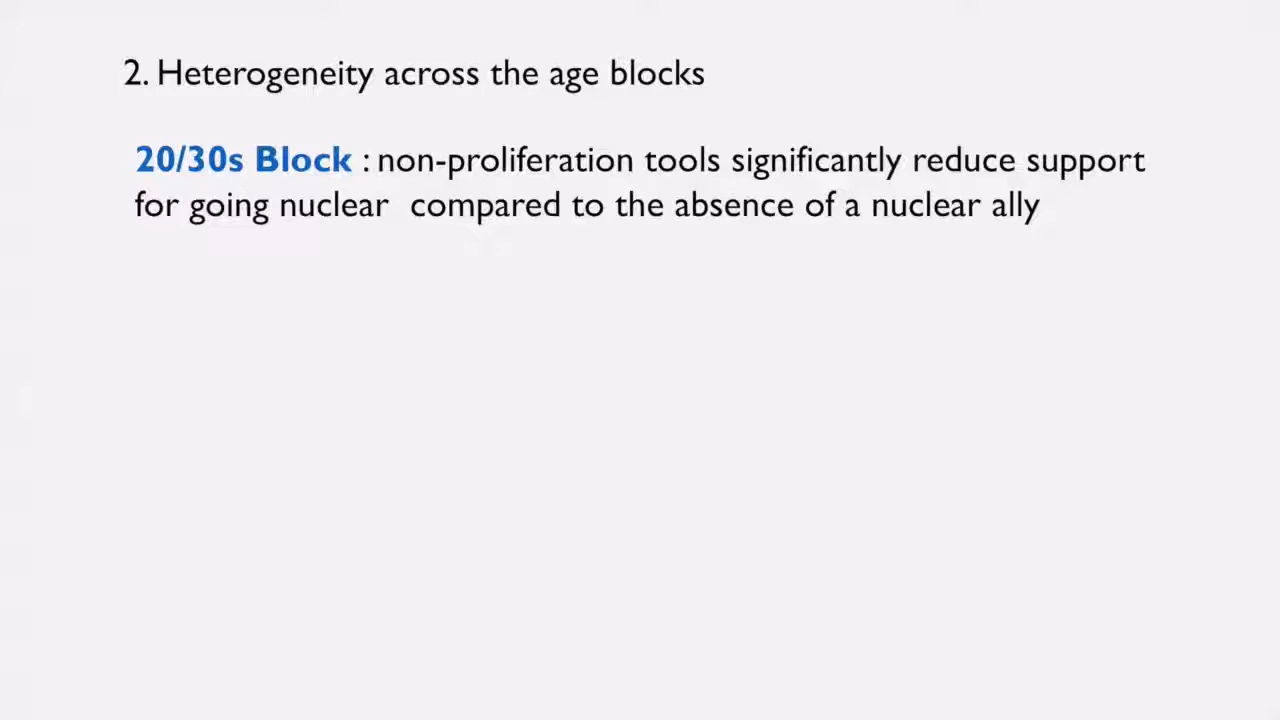 2. Heterogeneity across the age blocks
20/30s Block : non-proliferation tools significantly reduce support
for going nuclear  compared to the absence of a nuclear ally